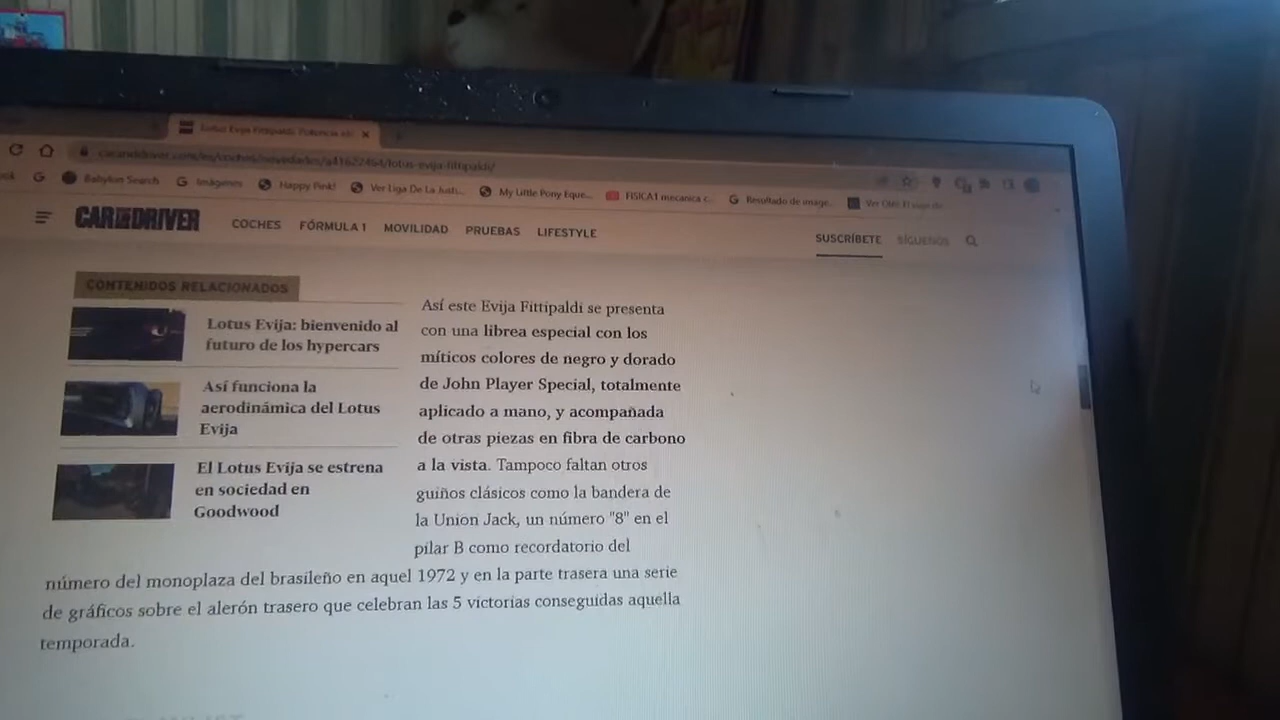 Lotus Evija Fittipaldi: Potencia
G Babylon Search G Imágenes Happy Pink! Ver Liga De La Justi... My Little Pony Eque... FISICA1 mecanica c... G Resultado de image...
CAR AND DRIVER COCHES FÓRMULA 1 MOVILIDAD PRUEBAS LIFESTYLE SUSCRÍBETE SÍGUENOS
CONTENIDOS RELACIONADOS
Lotus Evija: bienvenido al
futuro de los hypercars
Así funciona la
aerodinámica del Lotus
Evija
El Lotus Evija se estrena
en sociedad en
Goodwood
Así este Evija Fittipaldi se presenta
con una librea especial con los
míticos colores de negro y dorado
de John Player Special, totalmente
aplicado a mano, y acompañada
de otras piezas en fibra de carbono
a la vista. Tampoco faltan otros
guiños clásicos como la bandera de
la Union Jack, un número "8" en el
pilar B como recordatorio del
número del monoplaza del brasileño en aquel 1972 y en la parte trasera una serie
de gráficos sobre el alerón trasero que celebran las 5 victorias conseguidas aquella
temporada.